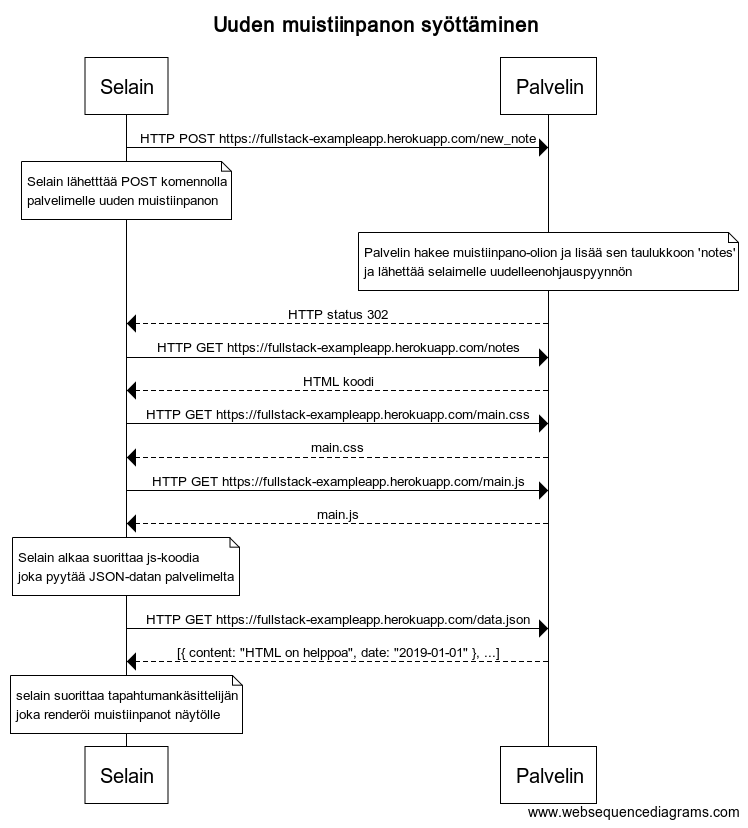 Uuden muistiinpanon syöttäminen
Selain
Palvelin
HTTP POST https://fullstack-exampleapp.herokuapp.com/new_note
Selain lähetttää POST komennolla
palvelimelle uuden muistiinpanon
Palvelin hakee muistiinpano-olion ja lisää sen taulukkoon 'notes'
ja lähettää selaimelle uudelleenohjauspyynnön
HTTP status 302
HTTP GET https://fullstack-exampleapp.herokuapp.com/notes
HTML koodi
HTTP GET https://fullstack-exampleapp.herokuapp.com/main.css
main.css
HTTP GET https://fullstack-exampleapp.herokuapp.com/main.js
main.js
Selain alkaa suorittaa js-koodia
joka pyytää JSON-datan palvelimelta
HTTP GET https://fullstack-exampleapp.herokuapp.com/data.json
[{ content: "HTML on helppoa", date: "2019-01-01" }, ...]
selain suorittaa tapahtumankäsittelijän
joka renderöi muistiinpanot näytölle
Selain
Palvelin
www.websequencediagrams.com